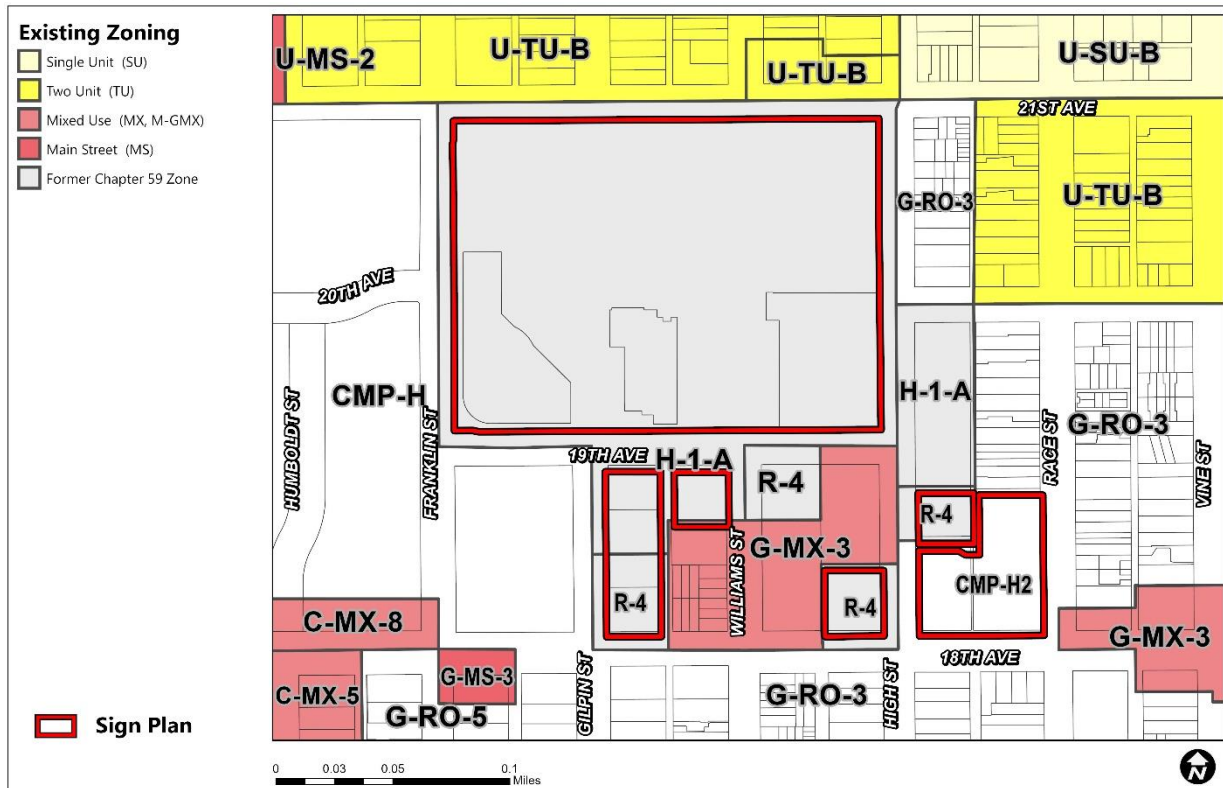 Existing Zoning
Single Unit (SU)
Two Unit (TU)
Mixed Use (MX, M-GMX)
Main Street (MS)
Former Chapter 59 Zone
U-MS-2
U-TU-B
U-TU-B
U-SU-B
21ST AVE
G-RO-3
U-TU-B
20TH AVE
HUMBOLDT ST
CMP-H
FRANKLIN ST
H-1-A
RACE ST
G-RO-3
VINE ST
19TH AVE
H-1-A
R-4
R-4
WILLIAMS ST
G-MX-3
R-4
R-4
CMP-H2
C-MX-8
G-MX-3
18TH AVE
GILPIN ST
HIGH ST
G-MS-3
C-MX-5
G-RO-5
G-RO-3
Sign Plan
0 0.03 0.05 0.1
Miles
N